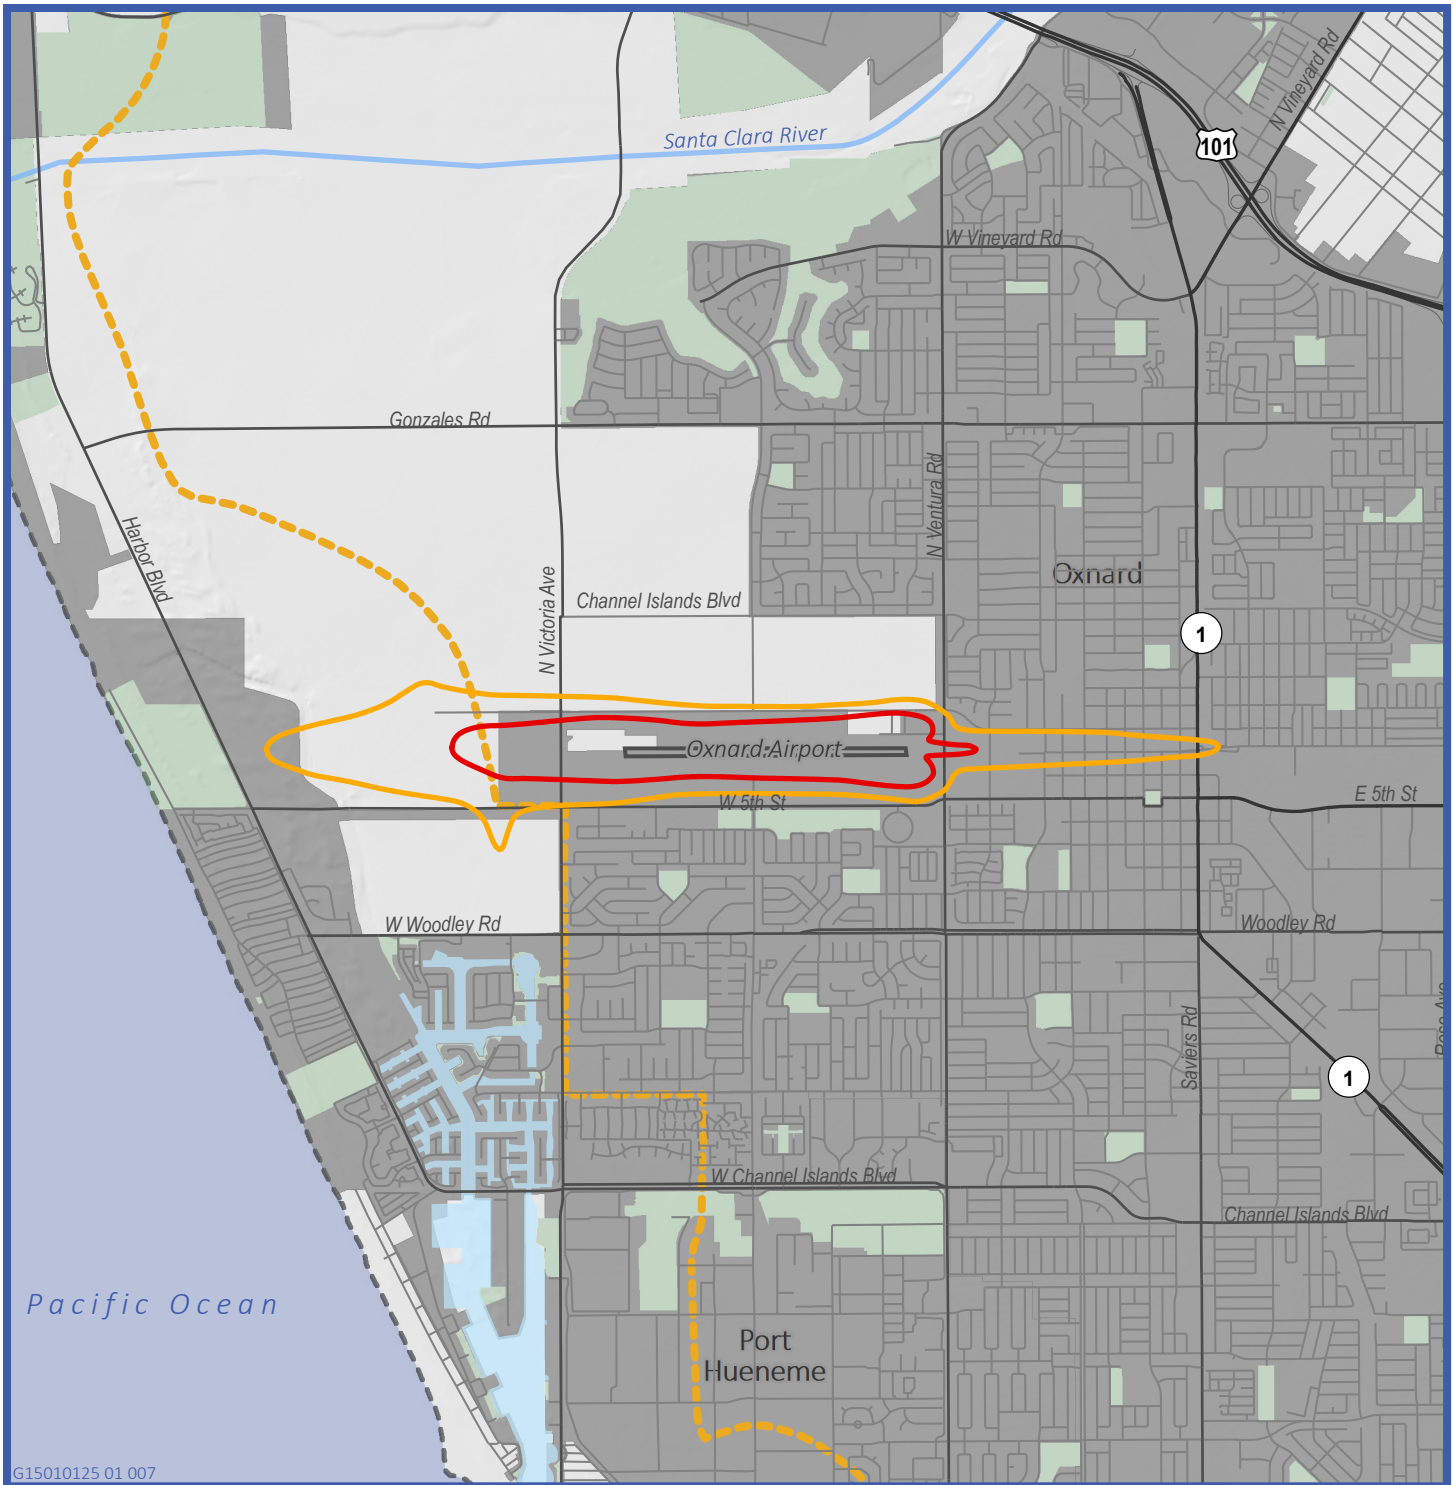 N Vineyard Rd
Santa Clara River
101
W Vineyard Rd
Gonzales Rd
N Ventura Rd
Harbor Blvd
N Victoria Ave
Oxnard
Channel Islands Blvd
1
Oxnard Airport
W 5th St
E 5th St
W Woodley Rd
Woodley Rd
Saviers Rd
Rose Ave
1
W Channel Islands Blvd
Channel Islands Blvd
Pacific Ocean
Port
Hueneme
G15010125 01 007